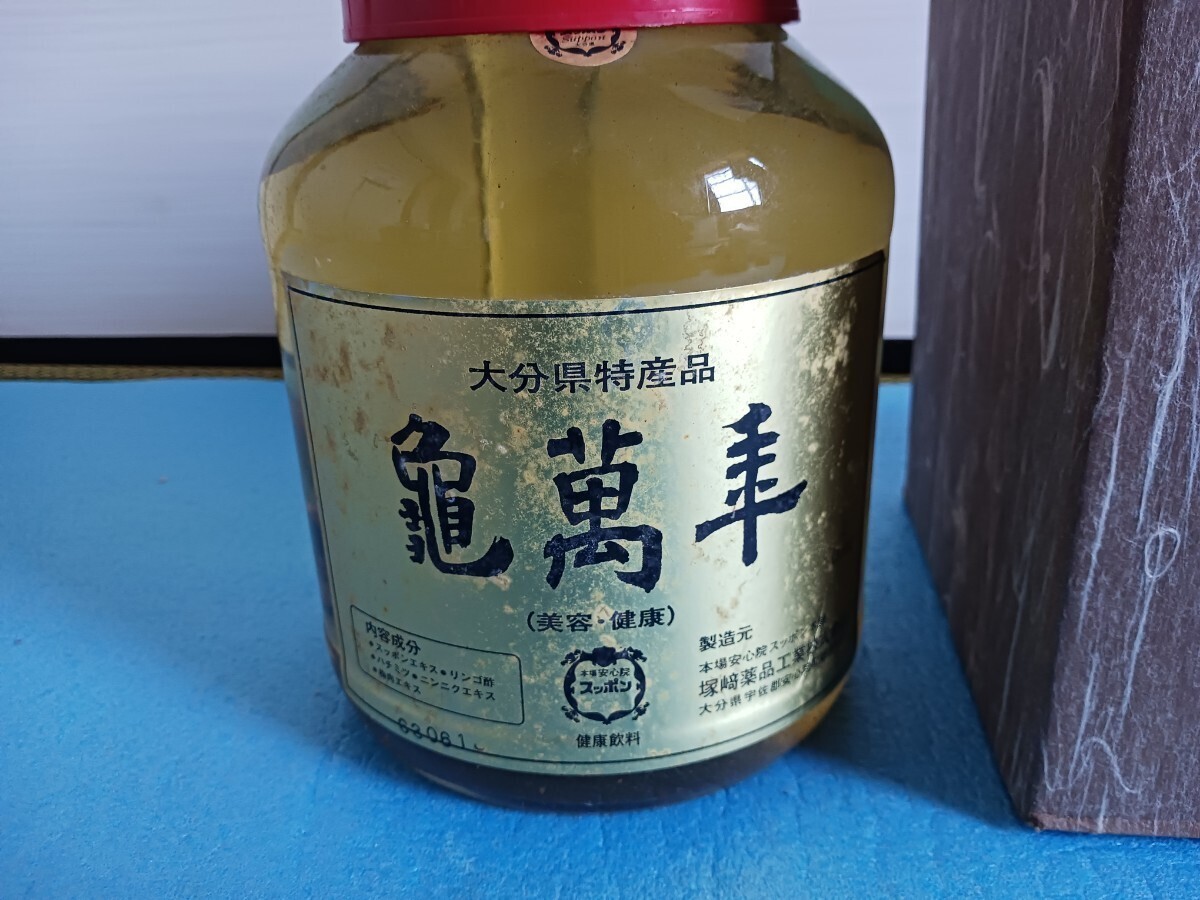 Suppon
大分県特産品
龜萬年
(美容・健康)
内容成分
●スッポンエキス●リンゴ酢
●ハチミツ●ニンニクエキス
エキス
63061
本場安心院
スッポン
健康飲料
製造元
本場安心院スッポン
塚﨑薬品工業
大分県宇佐郡安心院